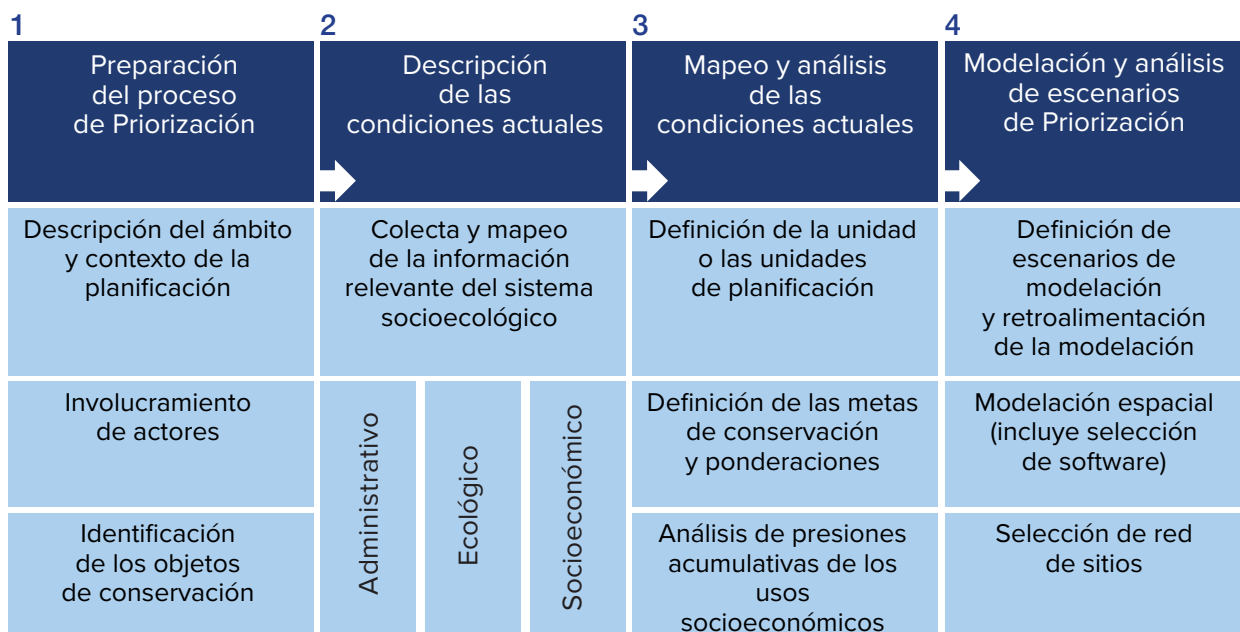 1
Preparación
del proceso
de Priorización
2
Descripción
de las
condiciones actuales
3
Mapeo y análisis
de las
condiciones actuales
4
Modelación y análisis
de escenarios
de Priorización
Descripción del ámbito
y contexto de la
planificación
Involucramiento
de actores
Identificación
de los objetos
de conservación
Colecta y mapeo
de la información
relevante del sistema
socioecológico
Administrativo
Ecológico
Socioeconómico
Definición de la unidad
o las unidades
de planificación
Definición de las metas
de conservación
y ponderaciones
Análisis de presiones
acumulativas de los
usos
socioeconómicos
Definición de
escenarios de
modelación
y retroalimentación
de la modelación
Modelación espacial
(incluye selección
de software)
Selección de red
de sitios